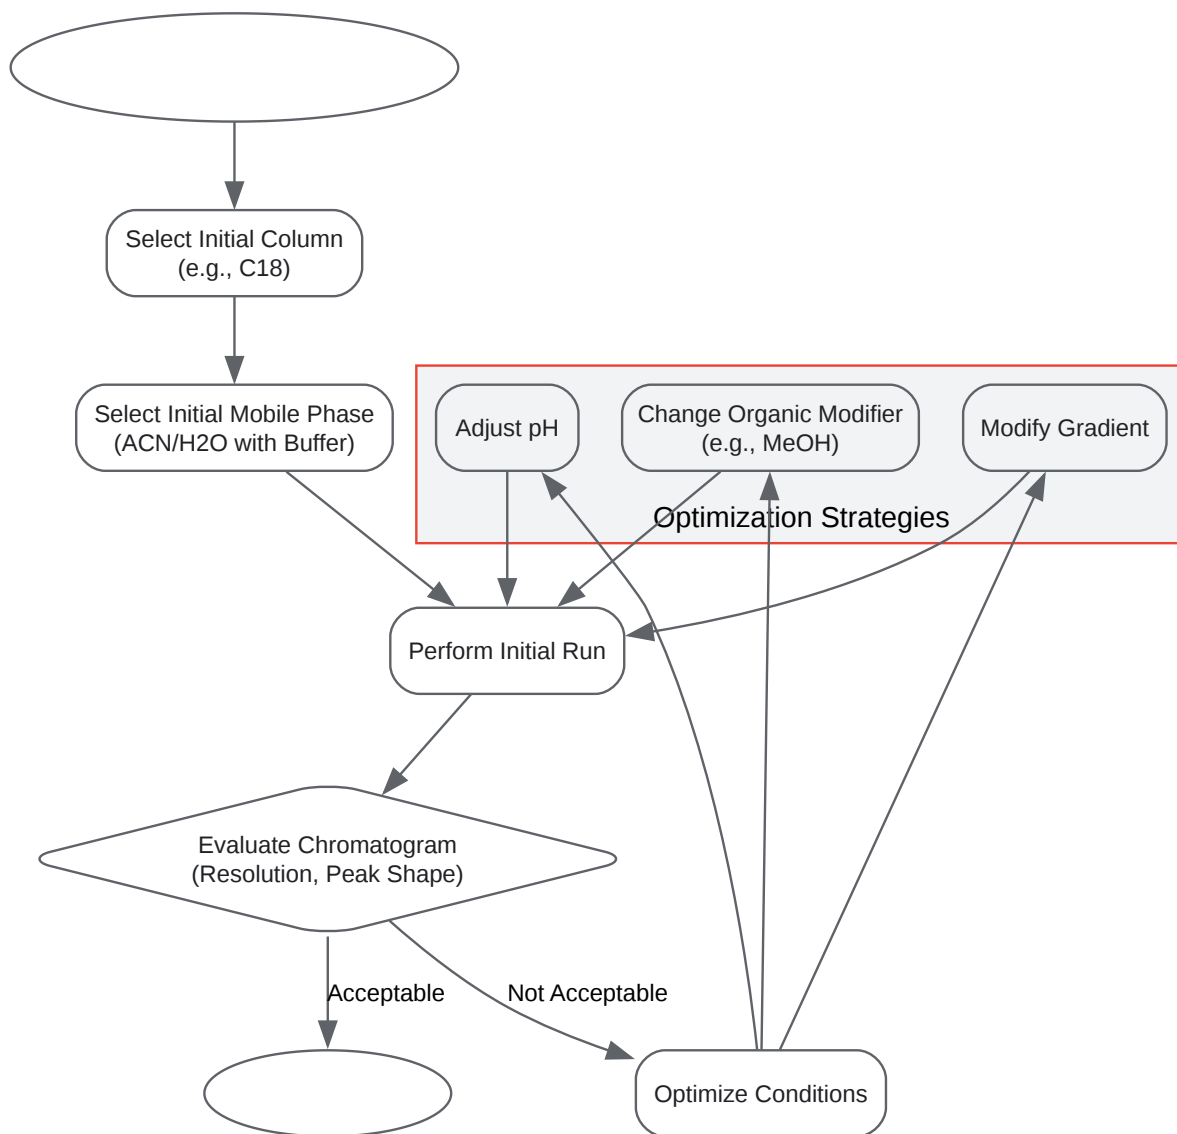 Select Initial Column
(e.g., C18)
Select Initial Mobile Phase
(ACN/H2O with Buffer)
Adjust pH
Change Organic Modifier
(e.g., MeOH)
Modify Gradient
Optimization Strategies
Perform Initial Run
Evaluate Chromatogram
(Resolution, Peak Shape)
Acceptable
Not Acceptable
Optimize Conditions